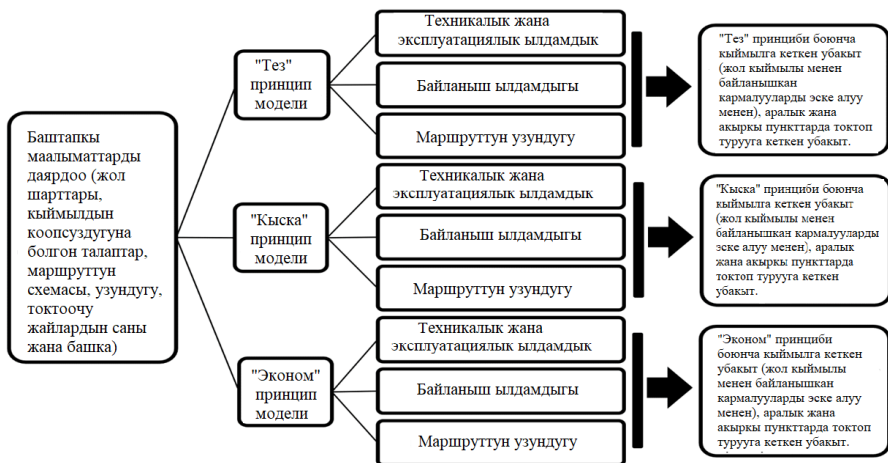 Баштапкы
маалыматтарды
даярдоо (жол
шарттары,
кыймылдын
коопсуздугуна
болгон талаптар,
маршруттун
схемасы, узундугу,
токтоочу
жайлардын саны
жана башка)
"Тез"
принцип
модели
Техникалык жана
эксплуатациялык ылдамдык
Байланыш ылдамдыгы
Маршруттун узундугу
"Тез" принциби боюнча
кыймылга кеткен убакыт
(жол кыймылы менен
байланышкан
кармалууларды эске алуу
менен), аралык жана
акыркы пункттарда токтоп
турууга кеткен убакыт.
"Кыска"
принцип
модели
Техникалык жана
эксплуатациялык ылдамдык
Байланыш ылдамдыгы
Маршруттун узундугу
"Кыска" принциби боюнча
кыймылга кеткен убакыт
(жол кыймылы менен
байланышкан кармалууларды
эске алуу менен), аралык
жана акыркы пункттарда
токтоп турууга кеткен
убакыт.
"Эконом"
принцип
модели
Техникалык жана
эксплуатациялык ылдамдык
Байланыш ылдамдыгы
Маршруттун узундугу
"Эконом" принциби
боюнча кыймылга кеткен
убакыт (жол кыймылы
менен байланышкан
кармалууларды эске алуу
менен), аралык жана
акыркы пункттарда токтоп
турууга кеткен убакыт.